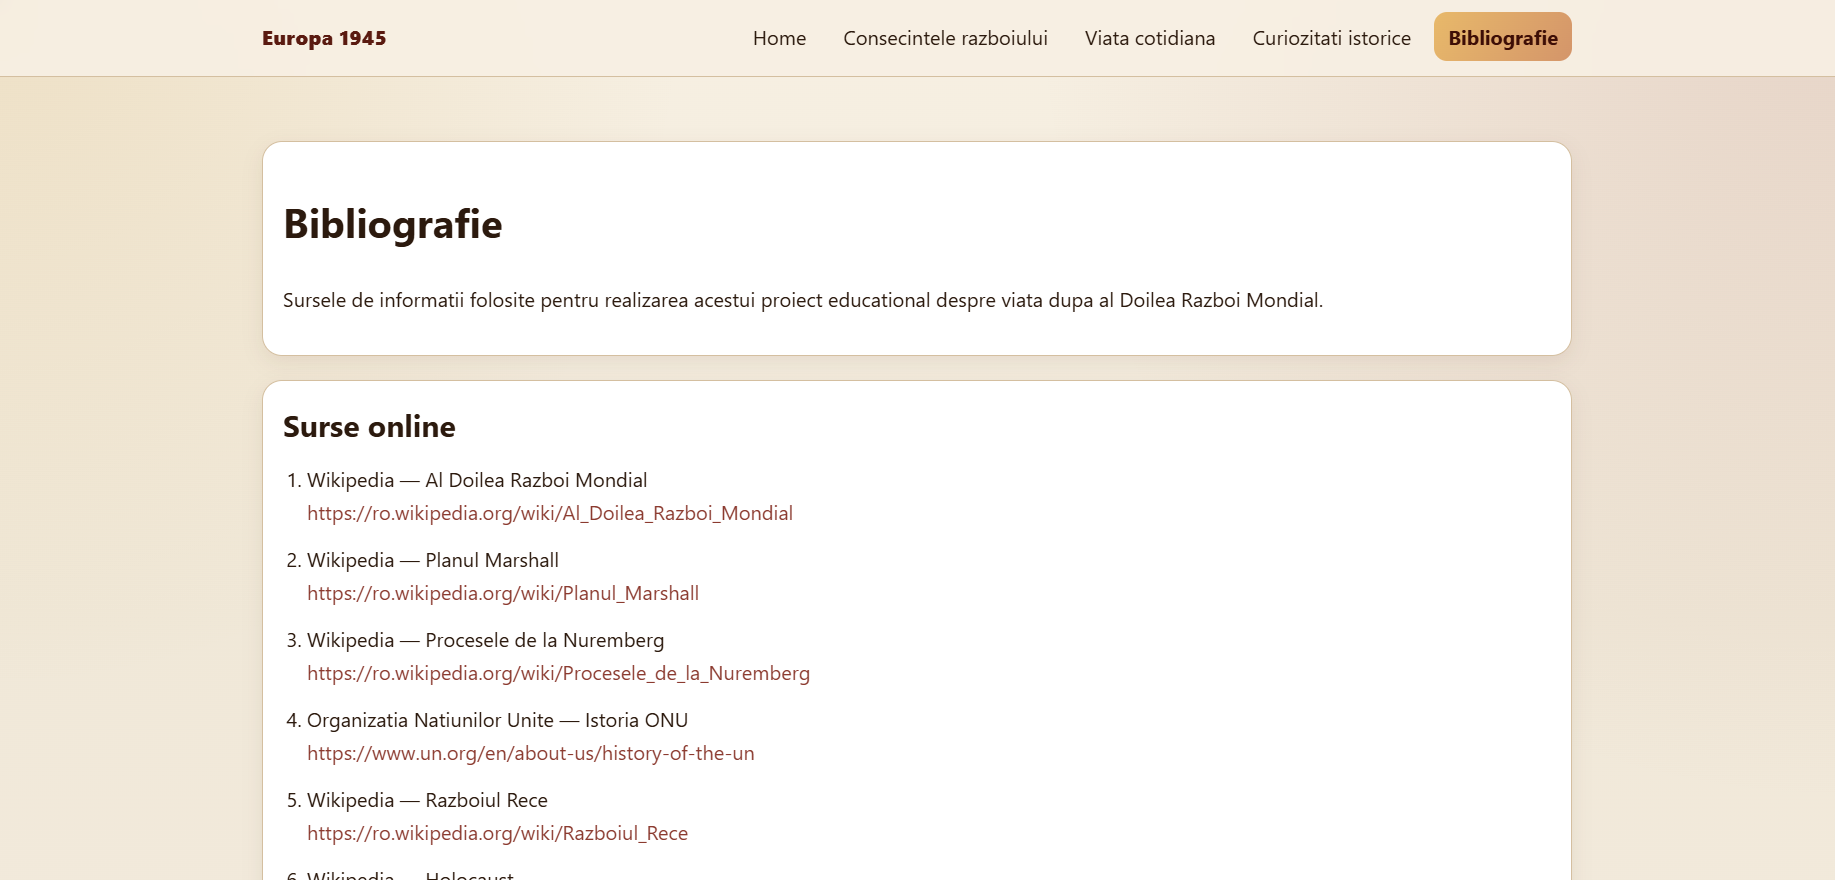 Europa 1945
Home
Consecintele razboiului
Viata cotidiana
Curiozitati istorice
Bibliografie
Bibliografie
Sursele de informatii folosite pentru realizarea acestui proiect educational despre viata dupa al Doilea Razboi Mondial.
Surse online
1. Wikipedia — Al Doilea Razboi Mondial
https://ro.wikipedia.org/wiki/Al_Doilea_Razboi_Mondial
2. Wikipedia — Planul Marshall
https://ro.wikipedia.org/wiki/Planul_Marshall
3. Wikipedia — Procesele de la Nuremberg
https://ro.wikipedia.org/wiki/Procesele_de_la_Nuremberg
4. Organizatia Natiunilor Unite — Istoria ONU
https://www.un.org/en/about-us/history-of-the-un
5. Wikipedia — Razboiul Rece
https://ro.wikipedia.org/wiki/Razboiul_Rece
6. Wikipedia — Holocaust